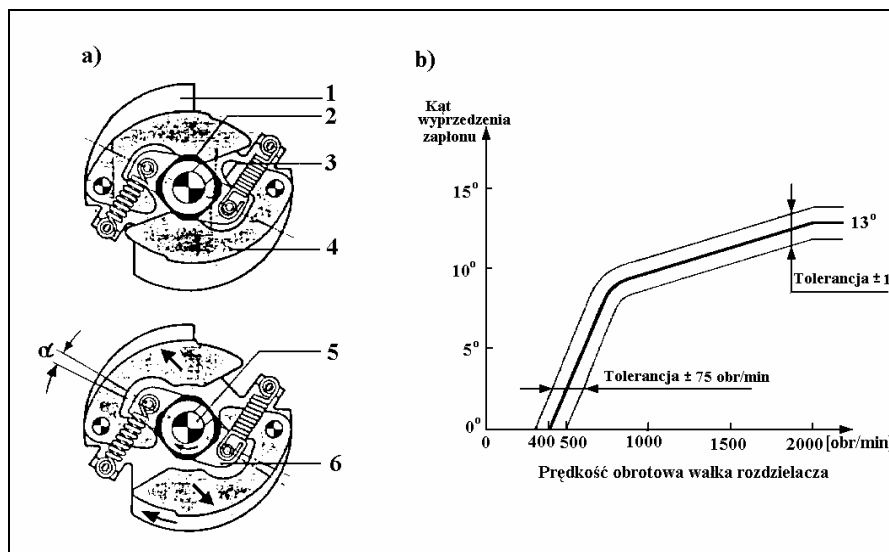 a)
1
2
3
4
α
5
6
b)
Kąt
wyprzedzenia
zapłonu
15°
10°
5°
0°
13°
Tolerancja ± 1
Tolerancja ± 75 obr/min
0 400 500 1000 1500 2000 [obr/min]
Prędkość obrotowa wałka rozdzielacza